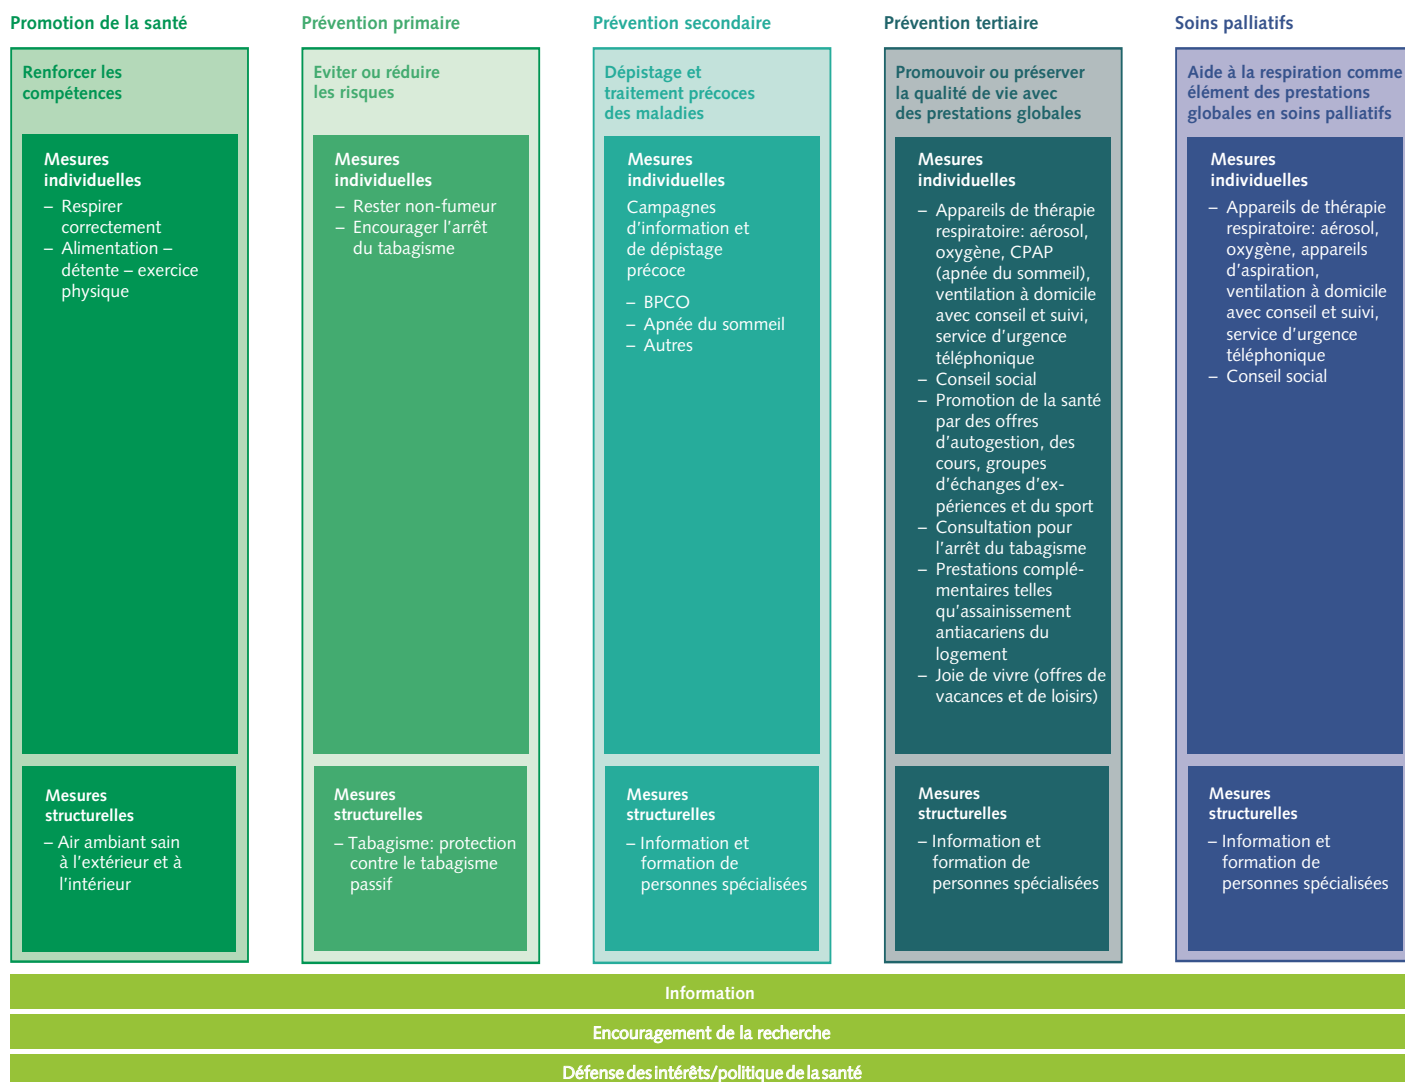 Promotion de la santé
Renforcer les
compétences
Mesures
individuelles
– Respirer
correctement
– Alimentation –
détente – exercice
physique
Mesures
structurelles
– Air ambiant sain
à l'extérieur et à
l'intérieur
Prévention primaire
Eviter ou réduire
les risques
Mesures
individuelles
– Rester non-fumeur
– Encourager l'arrêt
du tabagisme
Mesures
structurelles
– Tabagisme: protection
contre le tabagisme
passif
Prévention secondaire
Dépistage et
traitement précoces
des maladies
Mesures
individuelles
Campagnes
d'information et
de dépistage
précoce
– BPCO
– Apnée du sommeil
– Autres
Mesures
structurelles
– Information et
formation de
personnes spécialisées
Prévention tertiaire
Promouvoir ou préserver
la qualité de vie avec
des prestations globales
Mesures
individuelles
– Appareils de thérapie
respiratoire: aérosol,
oxygène, CPAP
(apnée du sommeil),
ventilation à domicile
avec conseil et suivi,
service d'urgence
téléphonique
– Conseil social
– Promotion de la santé
par des offres
d'autogestion, des
cours, groupes
d'échanges d'ex-
périences et du sport
– Consultation pour
l'arrêt du tabagisme
– Prestations complé-
mentaires telles
qu'assainissement
antiacariens du
logement
– Joie de vivre (offres de
vacances et de loisirs)
Mesures
structurelles
– Information et
formation de
personnes spécialisées
Soins palliatifs
Aide à la respiration comme
élément des prestations
globales en soins palliatifs
Mesures
individuelles
– Appareils de thérapie
respiratoire: aérosol,
oxygène, appareils
d'aspiration,
ventilation à domicile
avec conseil et suivi,
service d'urgence
téléphonique
– Conseil social
Mesures
structurelles
– Information et
formation de
personnes spécialisées
Information
Encouragement de la recherche
Défense des intérêts/politique de la santé